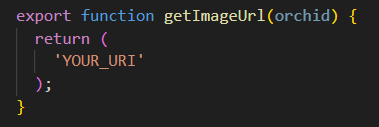 export function getImageUrl(orchid) {
  return (
    'YOUR_URI'
  );
}